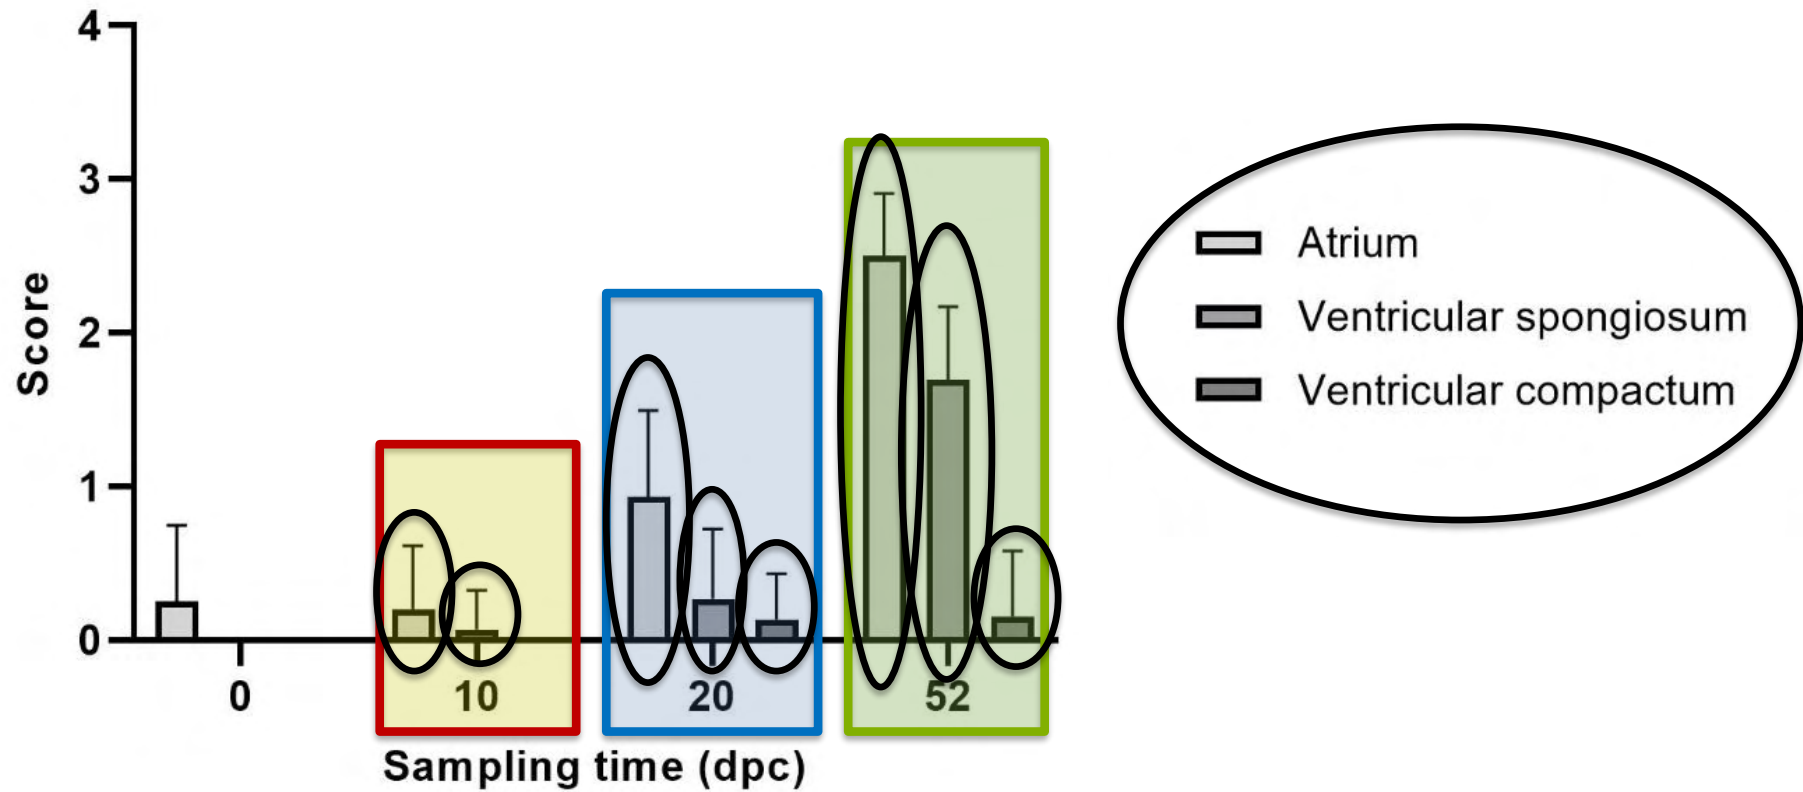 4
3
2
1
0
Score
0 10 20 52
Sampling time (dpc)
Atrium
Ventricular spongiosum
Ventricular compactum